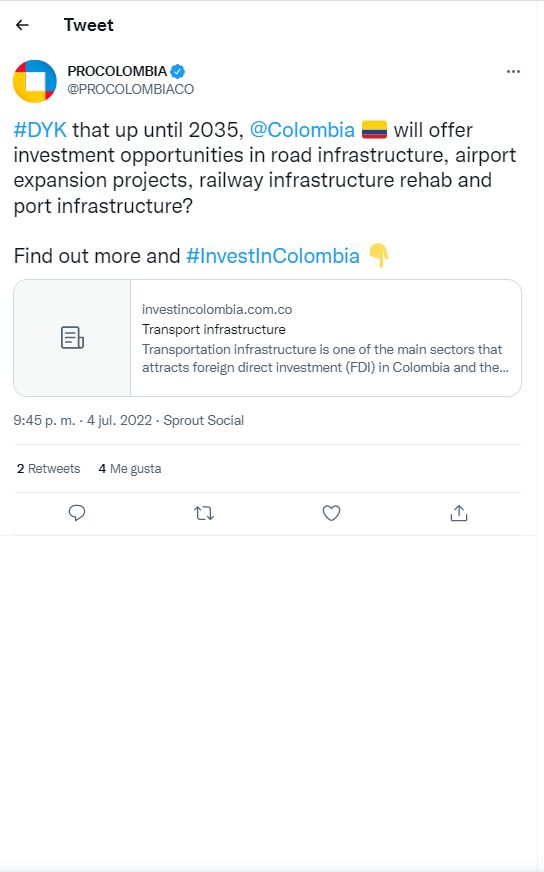 Tweet
PROCOLOMBIA
@PROCOLOMBIACO
#DYK that up until 2035, @Colombia 🇨🇴 will offer
investment opportunities in road infrastructure, airport
expansion projects, railway infrastructure rehab and
port infrastructure?
Find out more and #InvestInColombia 👇
investincolombia.com.co
Transport infrastructure
Transportation infrastructure is one of the main sectors that
attracts foreign direct investment (FDI) in Colombia and the...
9:45 p. m. · 4 jul. 2022 · Sprout Social
2 Retweets 4 Me gusta